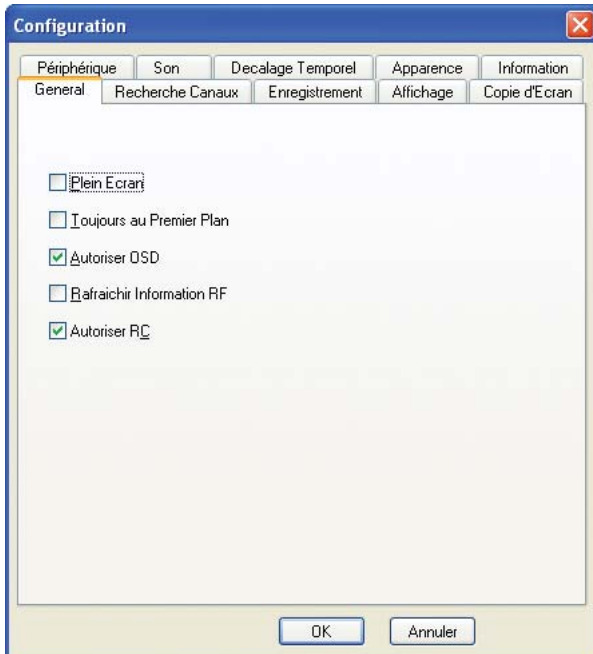 Configuration
Périphérique Son Decalage Temporel Apparence Information
General Recherche Canaux Enregistrement Affichage Copie d'Ecran
Plein Ecran
Toujours au Premier Plan
Autoriser OSD
Rafraichir Information RF
Autoriser RC
OK Annuler